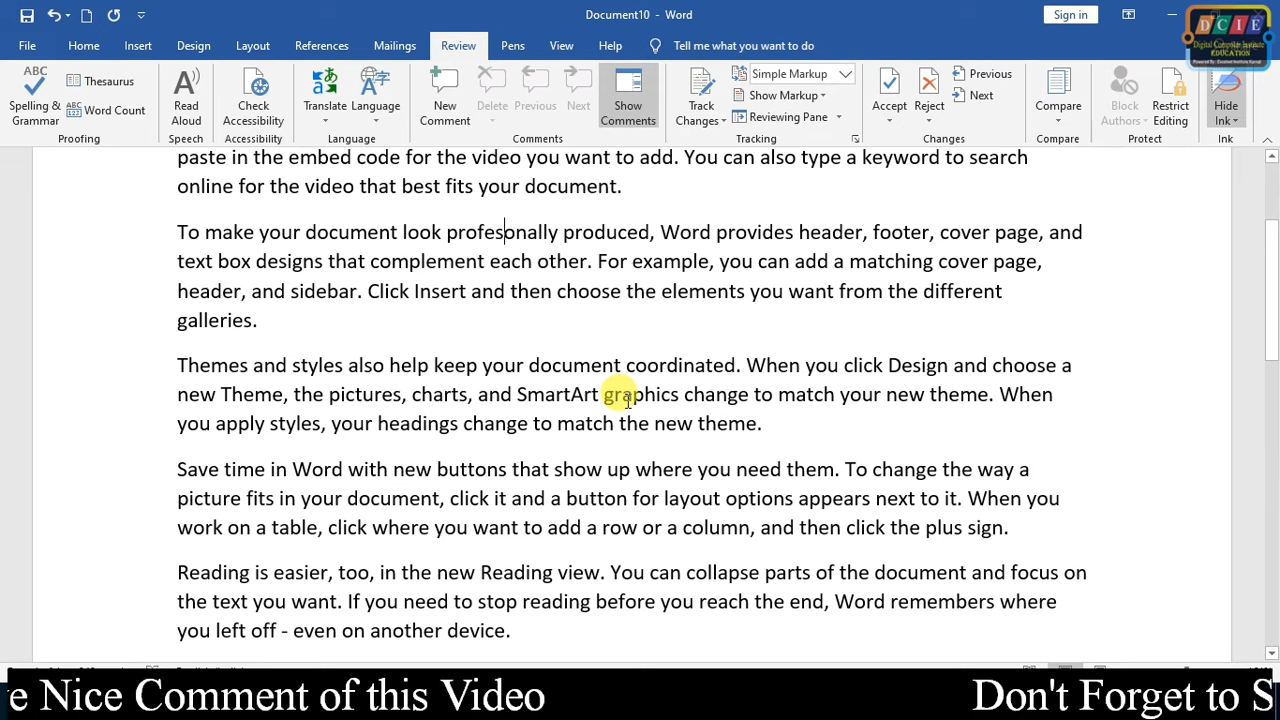 Document10 - Word
Sign in
DCIE
Digital Computer Institute
EDUCATION
File Home Insert Design Layout References Mailings Review Pens View Help Tell me what you want to do
ABC
Spelling &
Grammar
Thesaurus
ABC
123
Word Count
Proofing
Read
Aloud
Speech
Check
Accessibility
Accessibility
Translate
Language
Language
New
Comment
Delete
Previous
Next
Show
Comments
Comments
Track
Changes
Simple Markup
Show Markup
Reviewing Pane
Tracking
Accept
Reject
Previous
Next
Changes
Compare
Compare
Block
Authors
Restrict
Editing
Protect
Hide
Ink
Ink
paste in the embed code for the video you want to add. You can also type a keyword to search
online for the video that best fits your document.
To make your document look profesonally produced, Word provides header, footer, cover page, and
text box designs that complement each other. For example, you can add a matching cover page,
header, and sidebar. Click Insert and then choose the elements you want from the different
galleries.
Themes and styles also help keep your document coordinated. When you click Design and choose a
new Theme, the pictures, charts, and SmartArt graphics change to match your new theme. When
you apply styles, your headings change to match the new theme.
Save time in Word with new buttons that show up where you need them. To change the way a
picture fits in your document, click it and a button for layout options appears next to it. When you
work on a table, click where you want to add a row or a column, and then click the plus sign.
Reading is easier, too, in the new Reading view. You can collapse parts of the document and focus on
the text you want. If you need to stop reading before you reach the end, Word remembers where
you left off - even on another device.
e Nice Comment of this Video Don't Forget to S